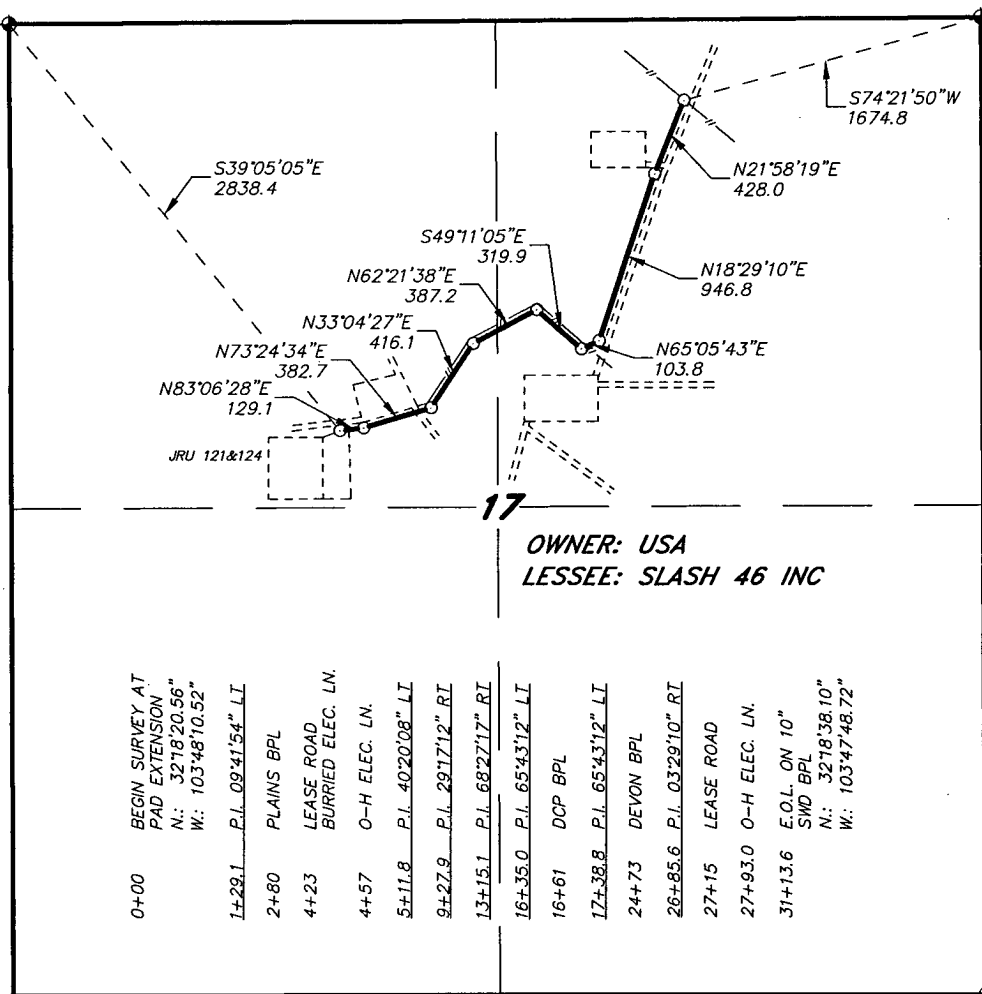 S74°21'50"W
1674.8
S39°05'05"E
2838.4
N21°58'19"E
428.0
S49°11'05"E
319.9
N62°21'38"E
387.2
N18°29'10"E
946.8
N33°04'27"E
416.1
N73°24'34"E
382.7
N65°05'43"E
103.8
N83°06'28"E
129.1
JRU 121&124
17
OWNER: USA
LESSEE: SLASH 46 INC
0+00 BEGIN SURVEY AT
PAD EXTENSION
N.: 32°18'20.56"
W.: 103°48'10.52"
1+29.1 P.I. 09°41'54" LT
2+80 PLAINS BPL
4+23 LEASE ROAD
BURRIED ELEC. LN.
4+57 O-H ELEC. LN.
5+11.8 P.I. 40°20'08" LT
9+27.9 P.I. 29°17'12" RT
13+15.1 P.I. 68°27'17" RT
16+35.0 P.I. 65°43'12" LT
16+61 DCP BPL
17+38.8 P.I. 65°43'12" LT
24+73 DEVON BPL
26+85.6 P.I. 03°29'10" RT
27+15 LEASE ROAD
27+93.0 O-H ELEC. LN.
31+13.6 E.O.L. ON 10"
SWD BPL
N.: 32°18'38.10"
W.: 103°47'48.72"